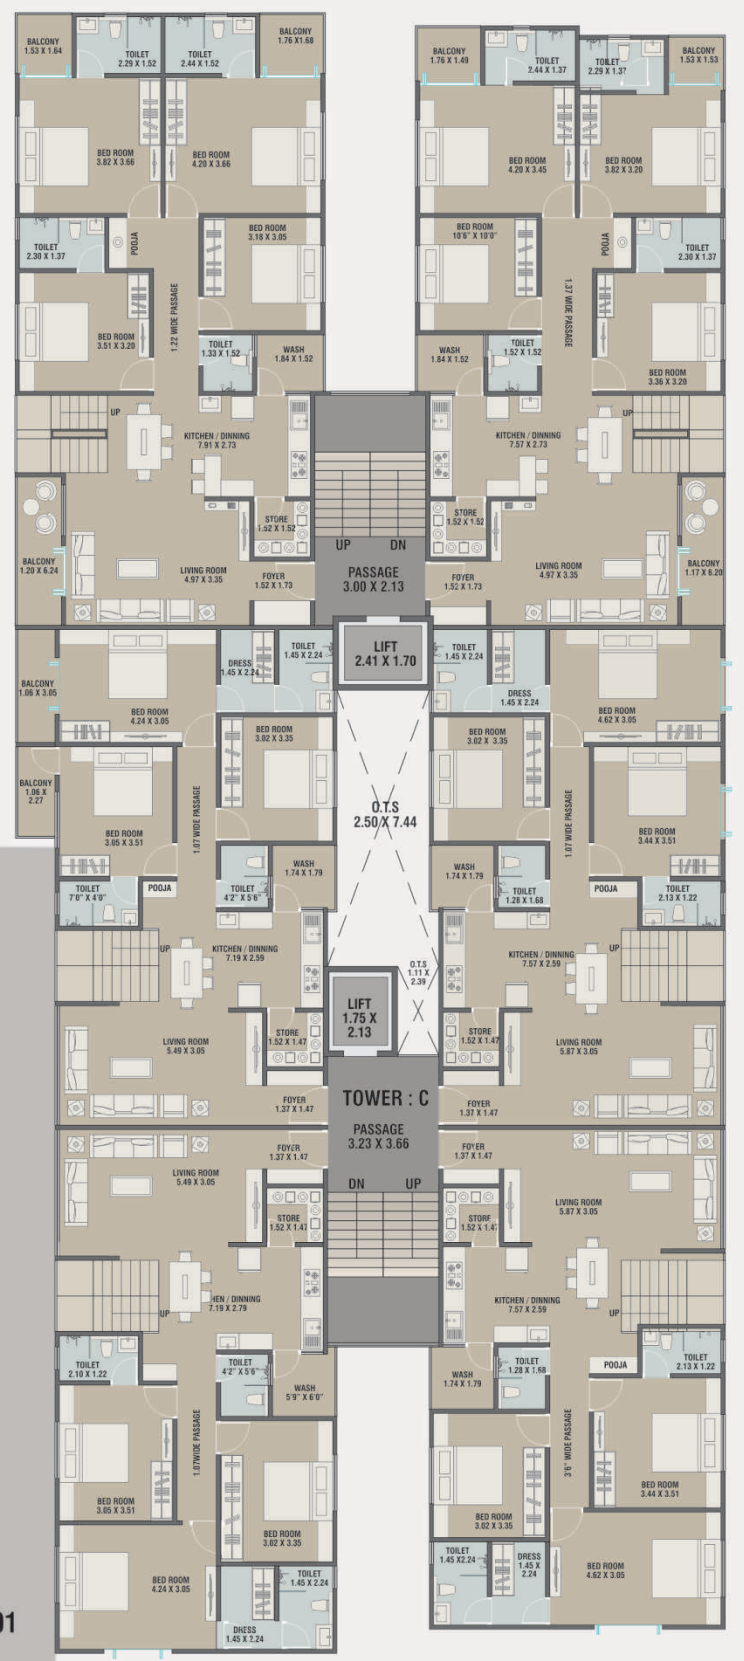 BALCONY
1.53 X 1.64
TOILET
2.29 X 1.52
TOILET
2.44 X 1.52
BALCONY
1.76 X1.68
BED ROOM
3.82 X 3.66
BED ROOM
4.20 X 3.66
TOILET
2.30 X 1.37
POOJA
BED ROOM
3.18 X 3.05
BED ROOM
3.51 X 3.20
1.22 WIDE PASSAGE
TOILET
1.33 X 1.52
WASH
1.84 X 1.52
UP
KITCHEN / DINNING
7.91 X 2.73
STORE
1.52 X 1.52
BALCONY
1.20 X 6.24
LIVING ROOM
4.97 X 3.35
FOYER
1.52 X 1.73
BALCONY
1.76 X 1.49
TOILET
2.44 X 1.37
TOILET
2.29 X 1.37
BALCONY
1.53 X 1.53
BED ROOM
4.20 X 3.45
BED ROOM
3.82 X 3.20
BED ROOM
10'6" X 10'0"
POOJA
TOILET
2.30 X 1.37
1.37 WIDE PASSAGE
WASH
1.84 X 1.52
TOILET
1.52 X 1.52
BED ROOM
3.36 X 3.20
KITCHEN / DINNING
7.57 X 2.73
UP
STORE
1.52 X 1.52
LIVING ROOM
4.97 X 3.35
BALCONY
1.17 X 6.20
FOYER
1.52 X 1.73
UP
DN
PASSAGE
3.00 X 2.13
LIFT
2.41 X 1.70
BALCONY
1.06 X 3.05
BED ROOM
4.24 X 3.05
DRESS
1.45 X 2.24
TOILET
1.45 X 2.24
BALCONY
1.06 X
2.27
BED ROOM
3.05 X 3.51
1.07 WIDE PASSAGE
BED ROOM
3.02 X 3.35
TOILET
7'0" X 4'0"
POOJA
TOILET
4'2" X 5'6"
WASH
1.74 X 1.79
UP
KITCHEN / DINNING
7.19 X 2.59
LIVING ROOM
5.49 X 3.05
STORE
1.52 X 1.47
FOYER
1.37 X 1.47
O.T.S
2.50 X 7.44
O.T.S
1.11 X
2.39
LIFT
1.75 X
2.13
TOILET
1.45 X 2.24
DRESS
1.45 X 2.24
BED ROOM
4.62 X 3.05
BED ROOM
3.02 X 3.35
1.07 WIDE PASSAGE
BED ROOM
3.44 X 3.51
WASH
1.74 X 1.79
TOILET
1.28 X 1.68
POOJA
TOILET
2.13 X 1.22
KITCHEN / DINNING
7.57 X 2.59
UP
STORE
1.52 X 1.47
LIVING ROOM
5.87 X 3.05
FOYER
1.37 X 1.47
TOWER : C
PASSAGE
3.23 X 3.66
DN
UP
LIVING ROOM
5.49 X 3.05
FOYER
1.37 X 1.47
STORE
1.52 X 1.47
HEN / DINNING
7.19 X 2.79
UP
TOILET
2.10 X 1.22
TOILET
4'2" X 5'6"
WASH
5'9" X 6'0"
BED ROOM
3.05 X 3.51
1.07WIDE PASSAGE
BED ROOM
3.02 X 3.35
BED ROOM
4.24 X 3.05
TOILET
1.45 X 2.24
DRESS
1.45 X 2.24
FOYER
1.37 X 1.47
LIVING ROOM
5.87 X 3.05
STORE
1.52 X 1.47
KITCHEN / DINNING
7.57 X 2.59
UP
WASH
1.74 X 1.79
TOILET
1.28 X 1.68
POOJA
TOILET
2.13 X 1.22
3'6" WIDE PASSAGE
BED ROOM
3.44 X 3.51
BED ROOM
3.02 X 3.35
TOILET
1.45 X2.24
DRESS
1.45 X
2.24
BED ROOM
4.62 X 3.05
01